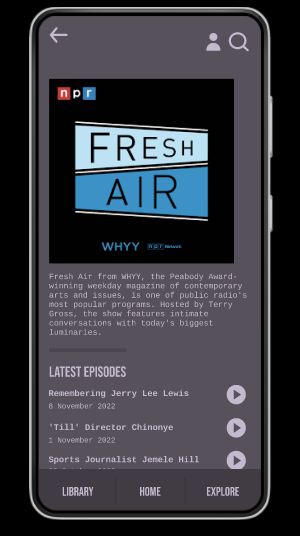 npr
FRESH
AIR
WHYY npr Network
Fresh Air from WHYY, the Peabody Award-
winning weekday magazine of contemporary
arts and issues, is one of public radio's
most popular programs. Hosted by Terry
Gross, the show features intimate
conversations with today's biggest
luminaries.
LATEST EPISODES
Remembering Jerry Lee Lewis
8 November 2022
'Till' Director Chinonye
1 November 2022
Sports Journalist Jemele Hill
LIBRARY HOME EXPLORE